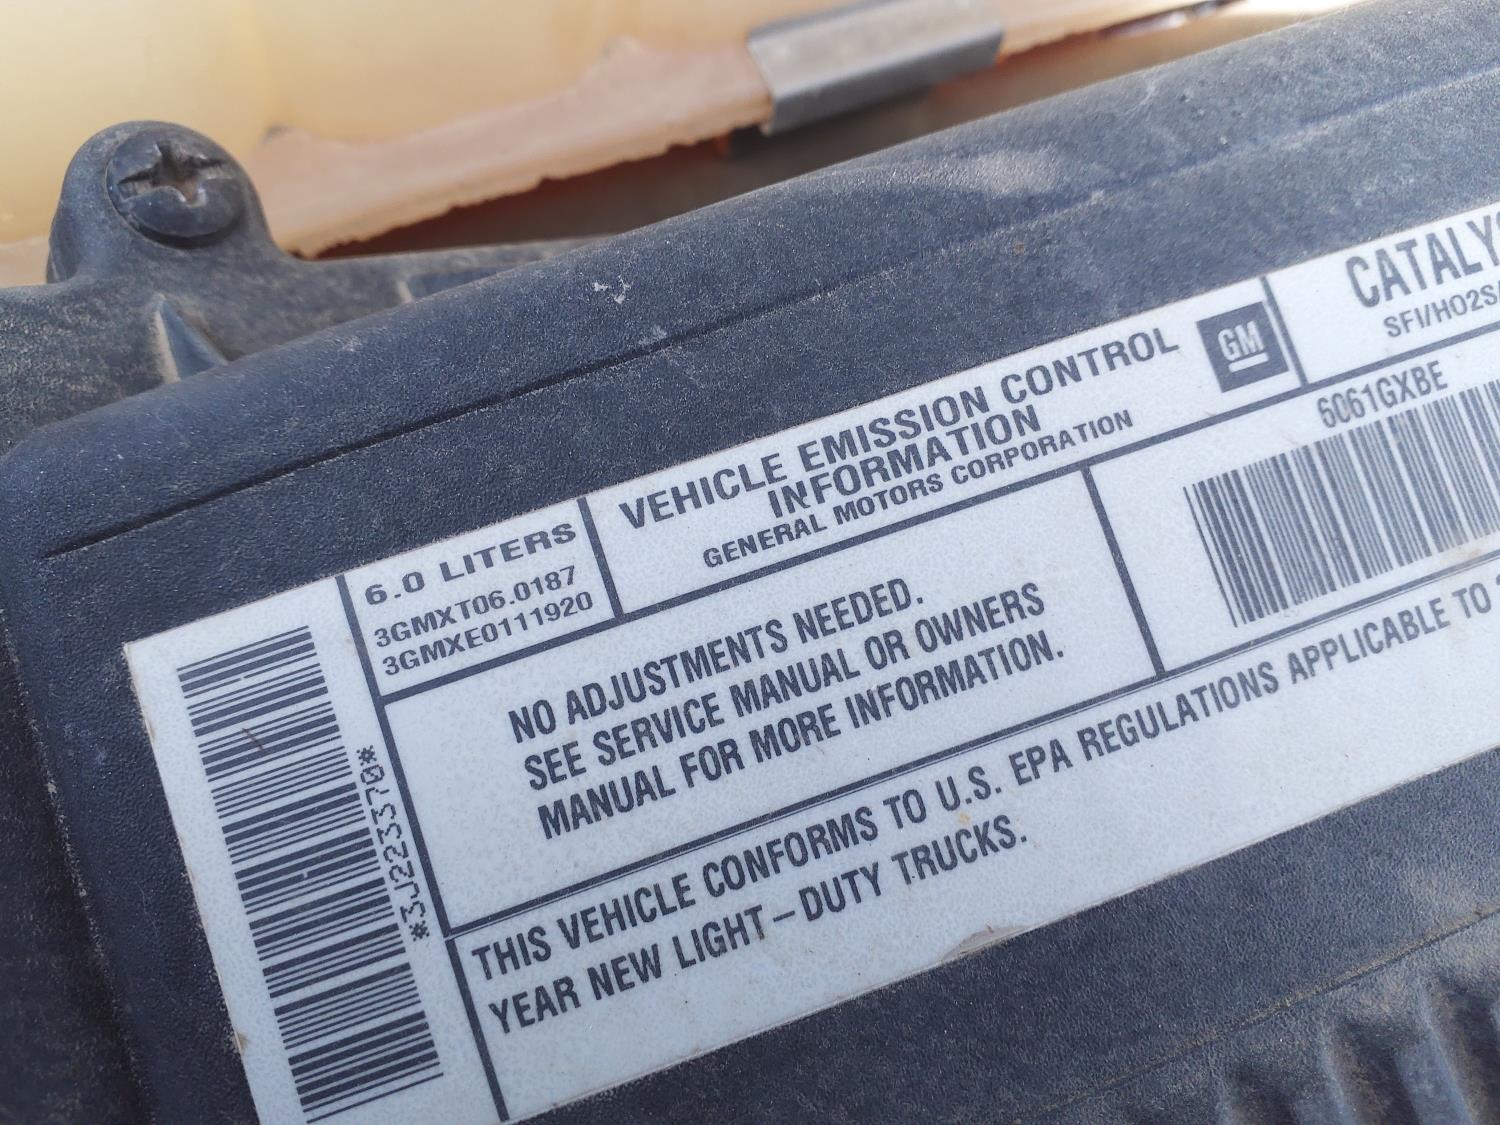 6.0 LITERS
3GMXT06.0187
3GMXE0111920
VEHICLE EMISSION CONTROL
INFORMATION
GENERAL MOTORS CORPORATION
GM
SFI/HO2S
6061GXBE
*3J223370*
NO ADJUSTMENTS NEEDED.
SEE SERVICE MANUAL OR OWNERS
MANUAL FOR MORE INFORMATION.
THIS VEHICLE CONFORMS TO U.S. EPA REGULATIONS APPLICABLE TO
YEAR NEW LIGHT-DUTY TRUCKS.